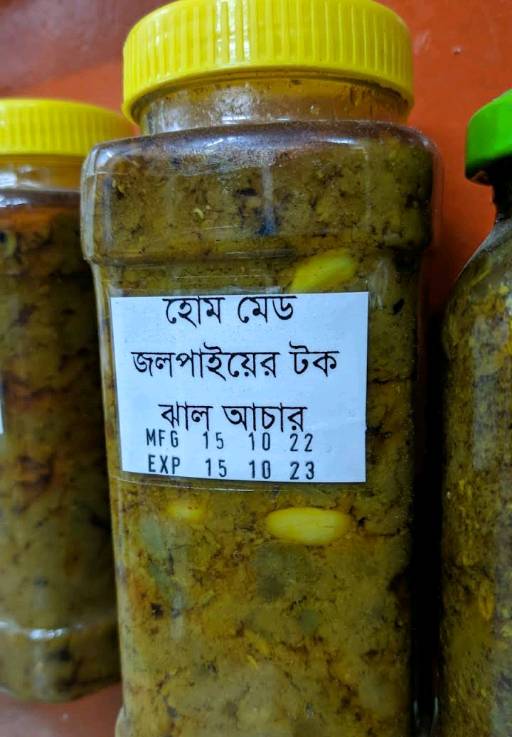 হোম মেড
জলপাইয়ের টক
ঝাল আচার
MFG 15 10 22
EXP 15 10 23